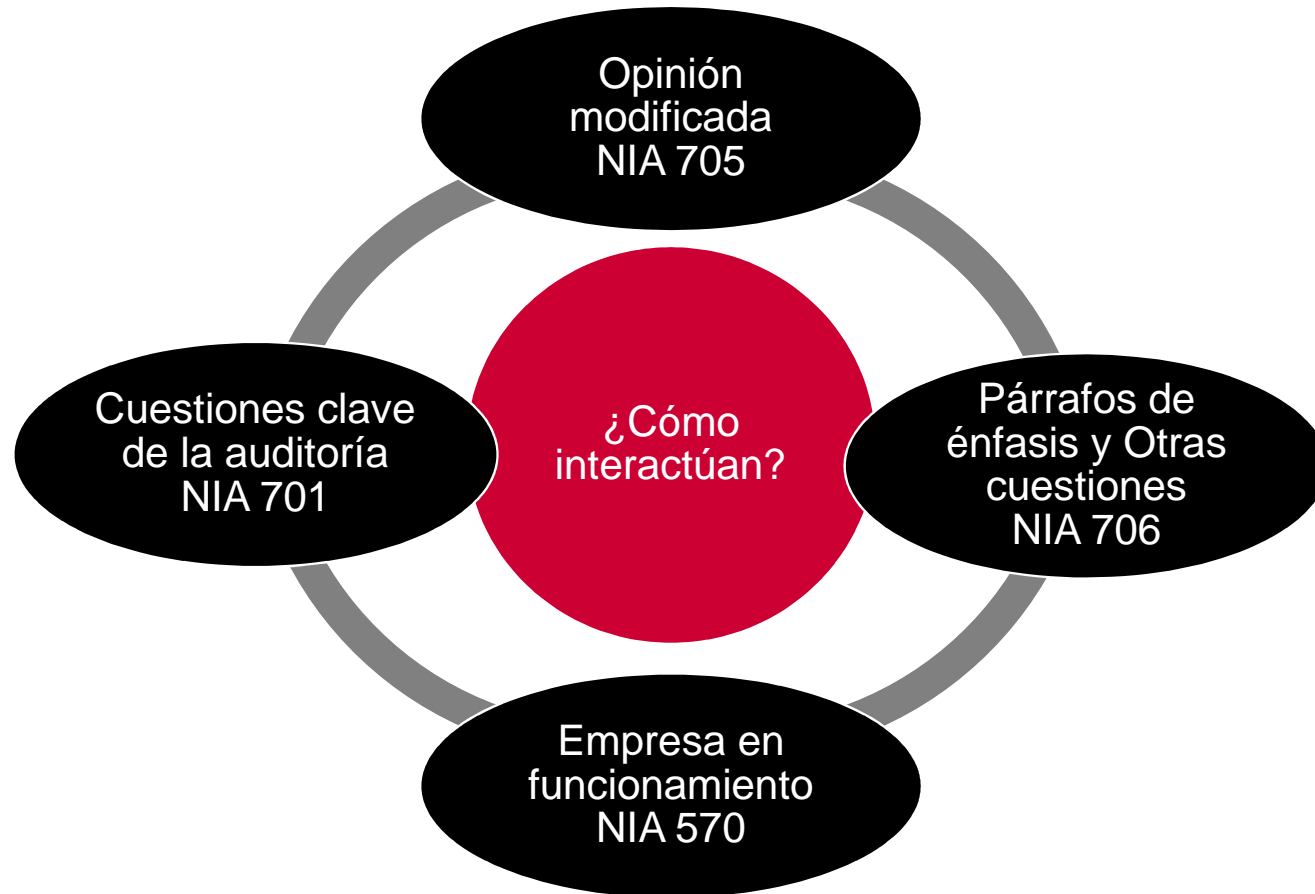 Opinión
modificada
NIA 705
Cuestiones clave
de la auditoría
NIA 701
¿Cómo
interactúan?
Párrafos de
énfasis y Otras
cuestiones
NIA 706
Empresa en
funcionamiento
NIA 570